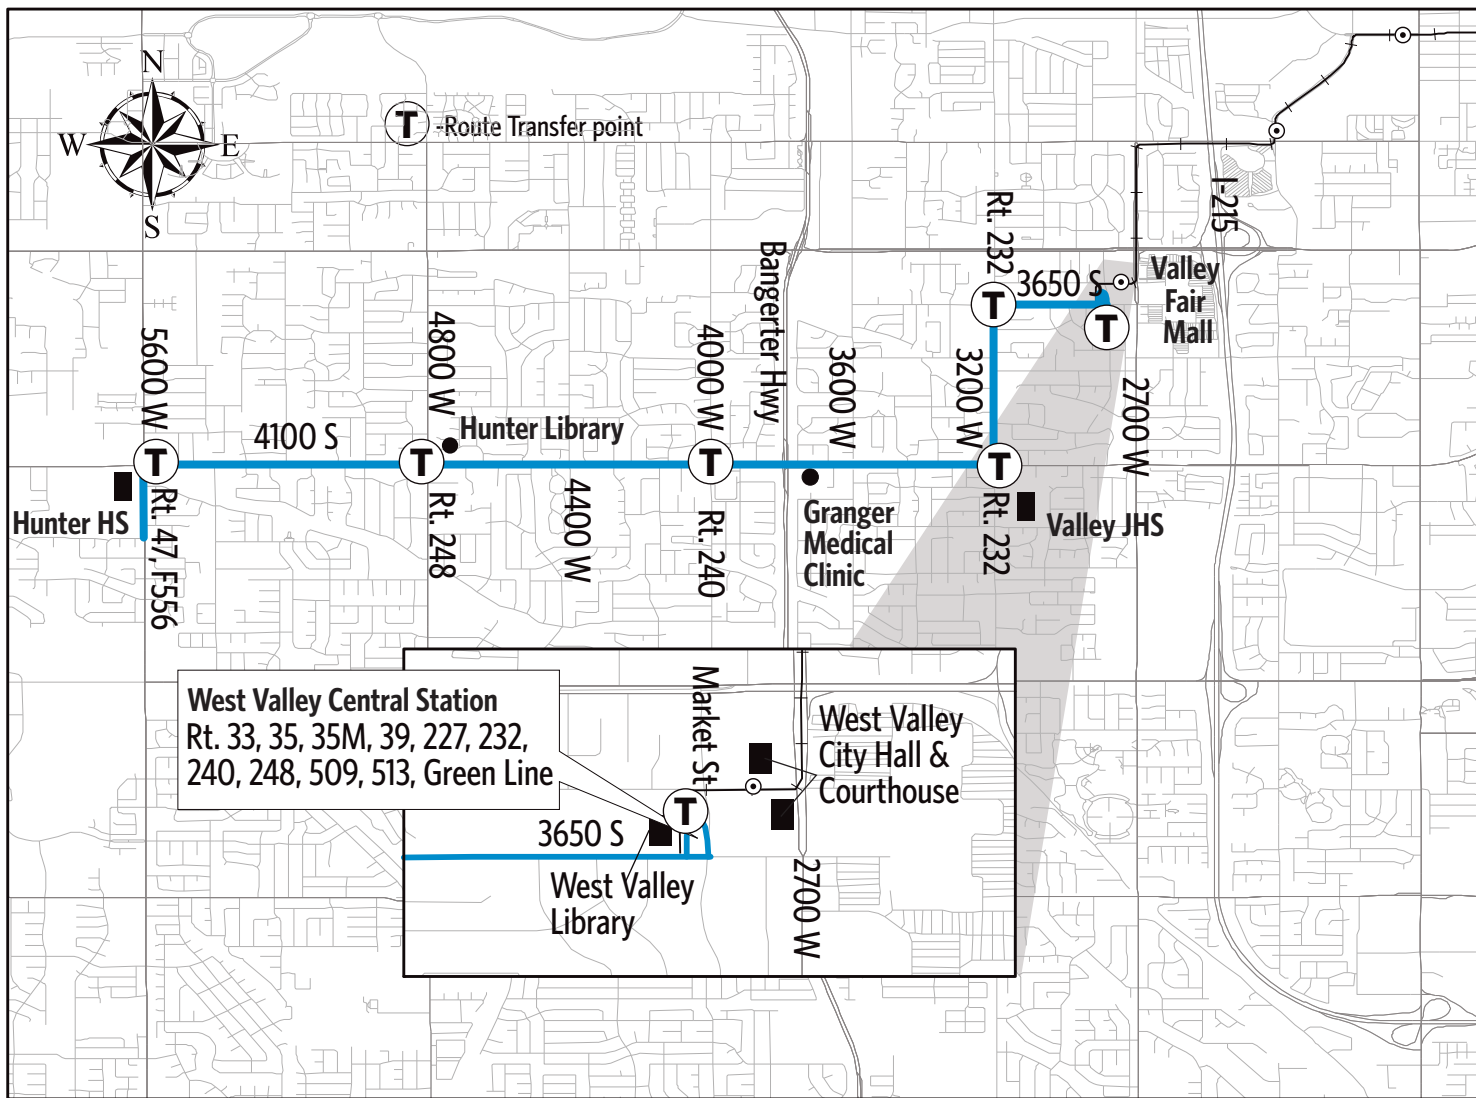 N
W
E
S
T
-Route Transfer point
I-215
Rt. 232
3650 S
Valley
Fair
Mall
T
T
Bangerter Hwy
5600 W
4800 W
4000 W
3600 W
3200 W
2700 W
4100 S
Hunter Library
T
T
T
T
Hunter HS
Rt. 47, F556
Rt. 248
4400 W
Rt. 240
Granger
Medical
Clinic
Rt. 232
Valley JHS
West Valley Central Station
Rt. 33, 35, 35M, 39, 227, 232,
240, 248, 509, 513, Green Line
Market St
West Valley
City Hall &
Courthouse
T
3650 S
West Valley
Library
2700 W